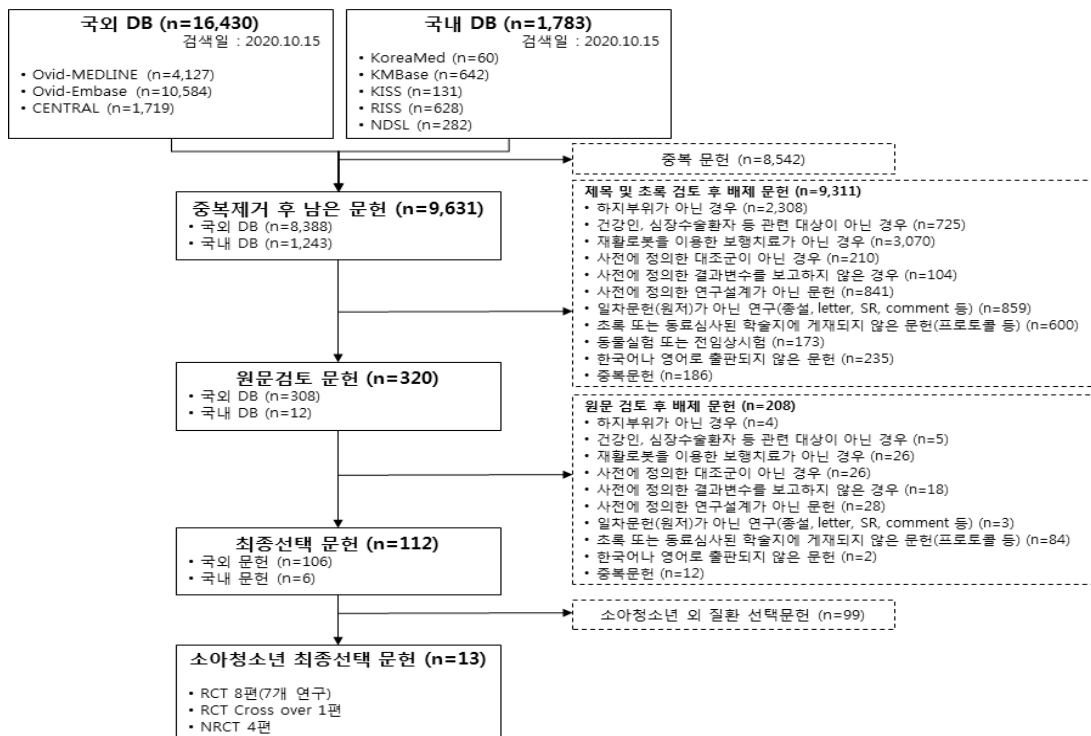 국외 DB (n=16,430)
검색일 : 2020.10.15
• Ovid-MEDLINE (n=4,127)
• Ovid-Embase (n=10,584)
• CENTRAL (n=1,719)
국내 DB (n=1,783)
검색일 : 2020.10.15
• KoreaMed (n=60)
• KMBase (n=642)
• KISS (n=131)
• RISS (n=628)
• NDSL (n=282)
중복 문헌 (n=8,542)
중복제거 후 남은 문헌 (n=9,631)
• 국외 DB (n=8,388)
• 국내 DB (n=1,243)
제목 및 초록 검토 후 배제 문헌 (n=9,311)
• 하지부위가 아닌 경우 (n=2,308)
• 건강인, 심장수술환자 등 관련 대상이 아닌 경우 (n=725)
• 재활로봇을 이용한 보행치료가 아닌 경우 (n=3,070)
• 사전에 정의한 대조군이 아닌 경우 (n=210)
• 사전에 정의한 결과변수를 보고하지 않은 경우 (n=104)
• 사전에 정의한 연구설계가 아닌 문헌 (n=841)
• 일차문헌(원저)가 아닌 연구(종설, letter, SR, comment 등) (n=859)
• 초록 또는 동료심사된 학술지에 게재되지 않은 문헌(프로토콜 등) (n=600)
• 동물실험 또는 전임상시험 (n=173)
• 한국어나 영어로 출판되지 않은 문헌 (n=235)
• 중복문헌 (n=186)
원문검토 문헌 (n=320)
• 국외 DB (n=308)
• 국내 DB (n=12)
원문 검토 후 배제 문헌 (n=208)
• 하지부위가 아닌 경우 (n=4)
• 건강인, 심장수술환자 등 관련 대상이 아닌 경우 (n=5)
• 재활로봇을 이용한 보행치료가 아닌 경우 (n=26)
• 사전에 정의한 대조군이 아닌 경우 (n=26)
• 사전에 정의한 결과변수를 보고하지 않은 경우 (n=18)
• 사전에 정의한 연구설계가 아닌 문헌 (n=28)
• 일차문헌(원저)가 아닌 연구(종설, letter, SR, comment 등) (n=3)
• 초록 또는 동료심사된 학술지에 게재되지 않은 문헌(프로토콜 등) (n=84)
• 한국어나 영어로 출판되지 않은 문헌 (n=2)
• 중복문헌 (n=12)
최종선택 문헌 (n=112)
• 국외 문헌 (n=106)
• 국내 문헌 (n=6)
소아청소년 외 질환 선택문헌 (n=99)
소아청소년 최종선택 문헌 (n=13)
• RCT 8편(7개 연구)
• RCT Cross over 1편
• NRCT 4편